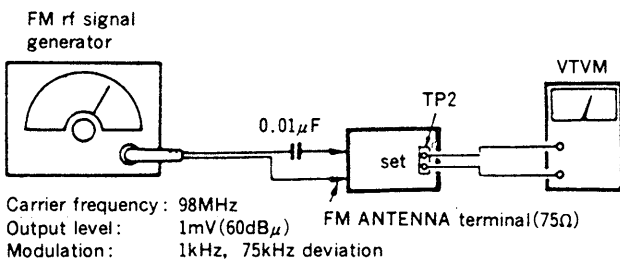 FM rf signal
generator
VTVM
TP2
0.01μF
set
FM ANTENNA terminal(75Ω)
Carrier frequency: 98MHz
Output level: 1mV(60dBμ)
Modulation: 1kHz, 75kHz deviation